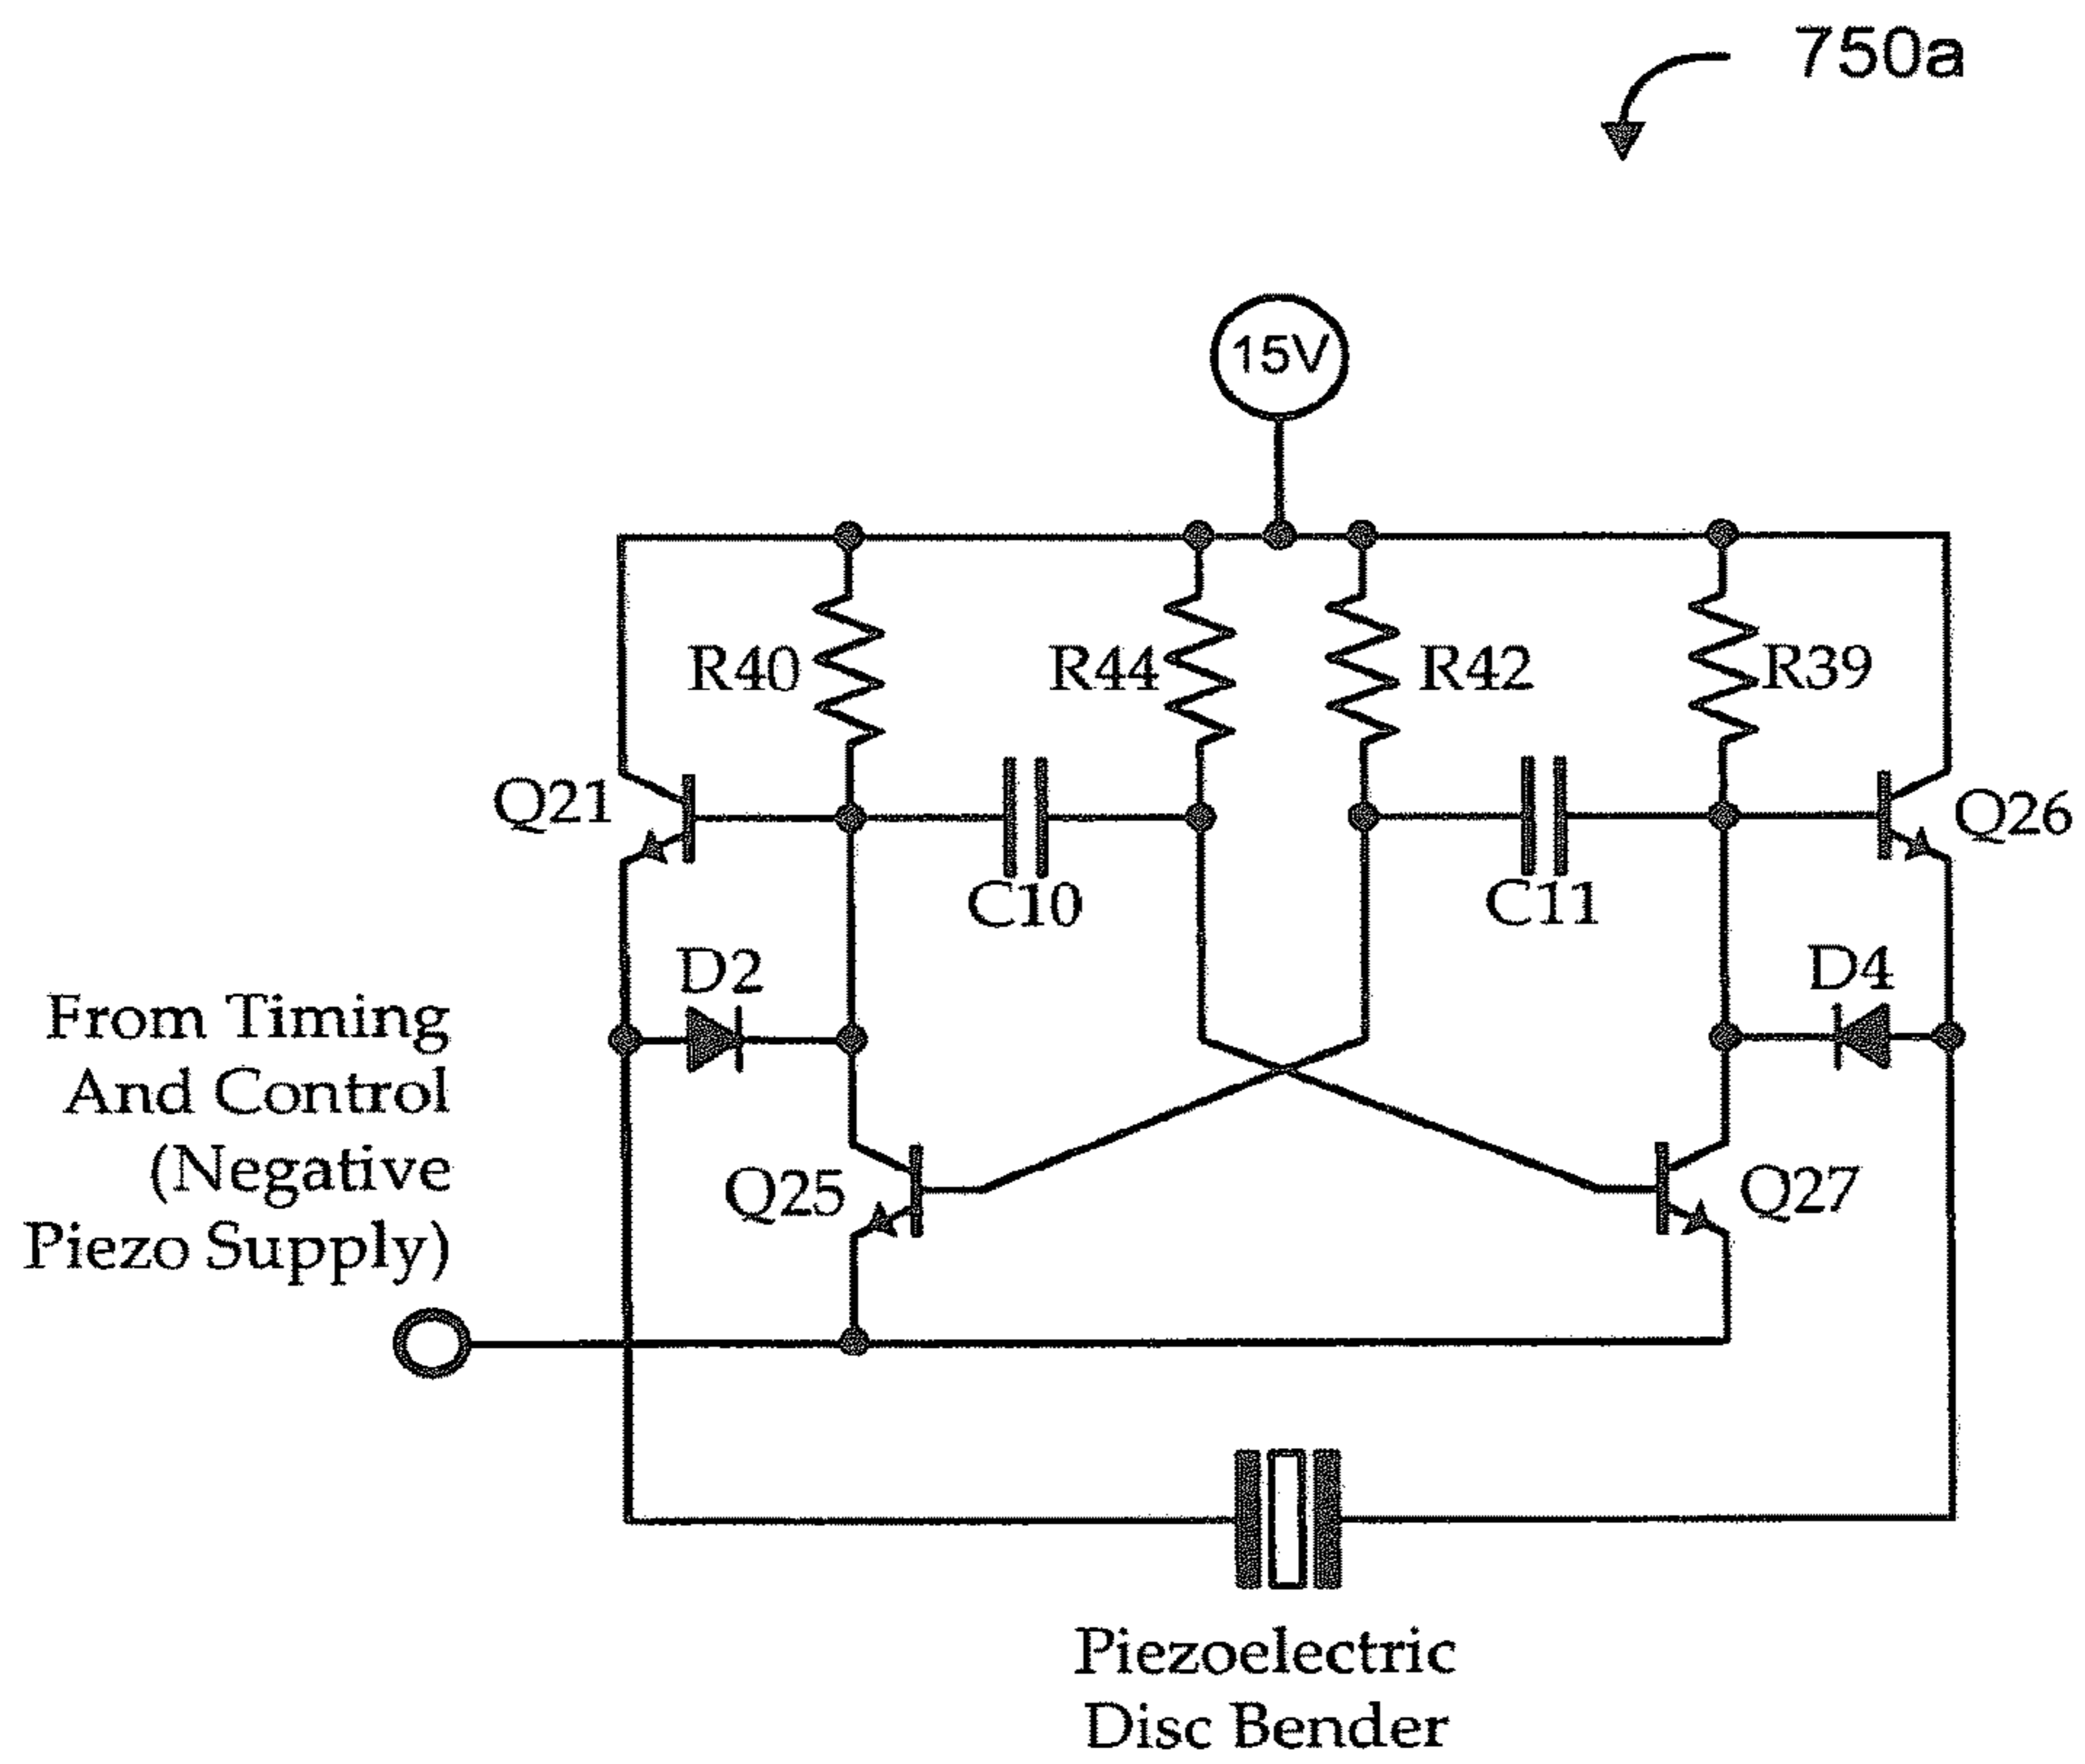 750a
15V
R40
R44
R42
R39
Q21
Q26
C10
C11
D2
D4
From Timing
And Control
(Negative
Piezo Supply)
Q25
Q27
Piezoelectric
Disc Bender